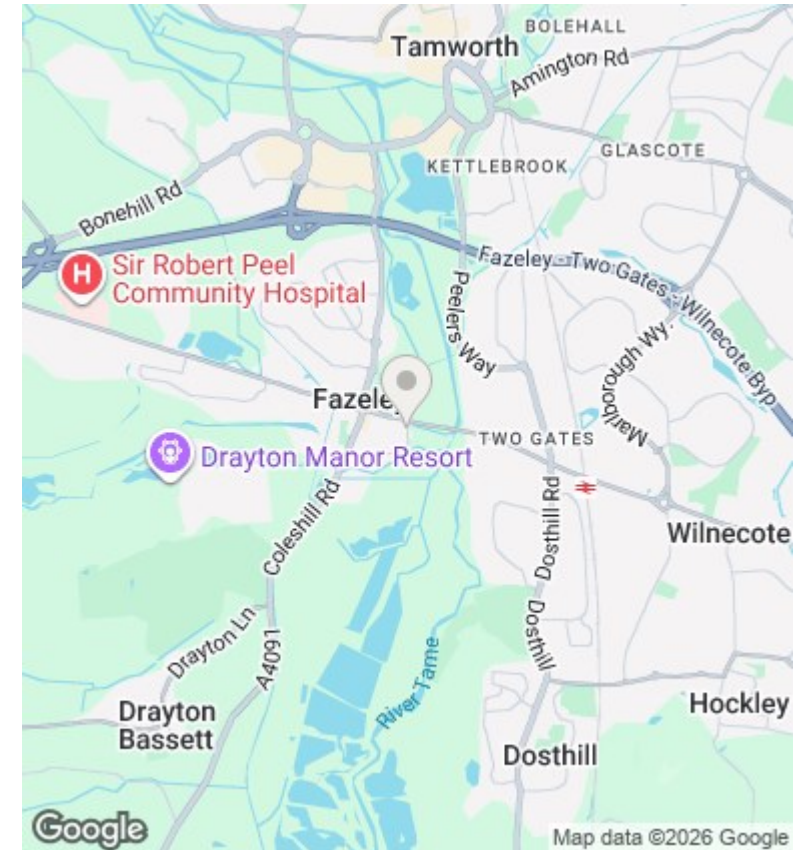 BOLEHALL
Tamworth
Amington Rd
GLASCOTE
KETTLEBROOK
Bonehill Rd
Fazeley - Two Gates - Wilnecote Byp
H
Sir Robert Peel
Community Hospital
Peelers Way
Marlborough Wy.
Fazeley
TWO GATES
Drayton Manor Resort
Coleshill Rd
Dosthill Rd
Wilnecote
Dosthill
Drayton Ln
A4091
River Tame
Drayton
Bassett
Hockley
Dosthill
Google
Map data ©2026 Google